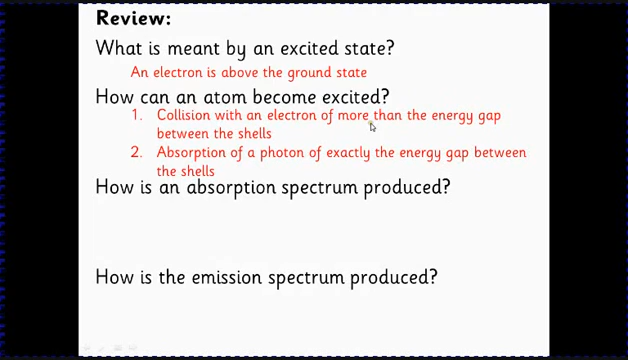 Review:
What is meant by an excited state?
An electron is above the ground state
How can an atom become excited?
1. Collision with an electron of more than the energy gap
between the shells
2. Absorption of a photon of exactly the energy gap between
the shells
How is an absorption spectrum produced?
How is the emission spectrum produced?